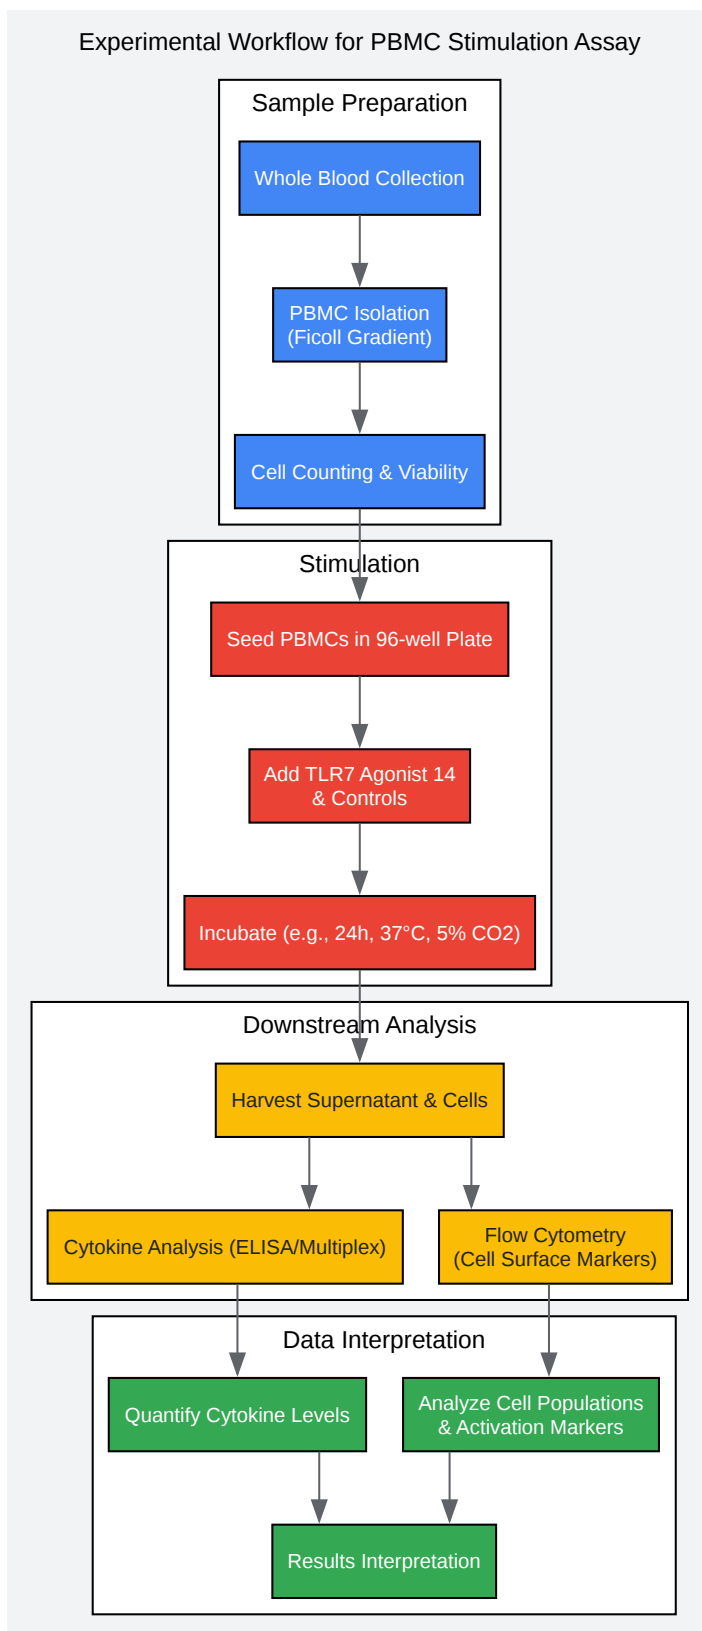 Experimental Workflow for PBMC Stimulation Assay
Sample Preparation
Whole Blood Collection
PBMC Isolation
(Ficoll Gradient)
Cell Counting & Viability
Stimulation
Seed PBMCs in 96-well Plate
Add TLR7 Agonist 14
& Controls
Incubate (e.g., 24h, 37°C, 5% CO2)
Downstream Analysis
Harvest Supernatant & Cells
Cytokine Analysis (ELISA/Multiplex)
Flow Cytometry
(Cell Surface Markers)
Data Interpretation
Quantify Cytokine Levels
Analyze Cell Populations
& Activation Markers
Results Interpretation